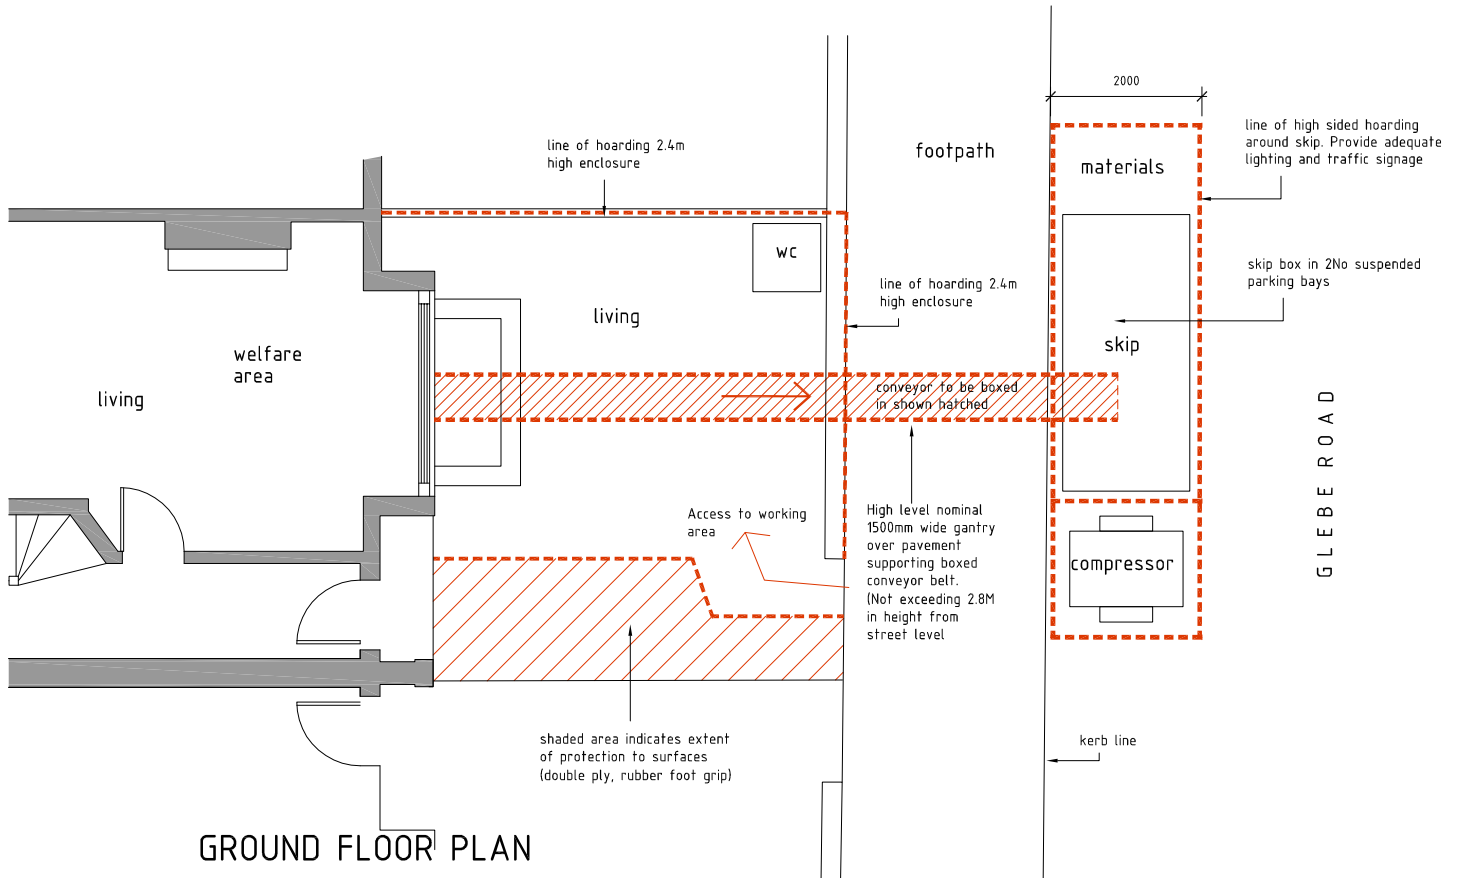 2000
line of high sided hoarding
around skip. Provide adequate
lighting and traffic signage
line of hoarding 2.4m
high enclosure
footpath
materials
wc
skip box in 2No suspended
parking bays
line of hoarding 2.4m
high enclosure
living
skip
welfare
area
living
conveyor to be boxed
in shown hatched
GLEBE ROAD
Access to working
area
High level nominal
1500mm wide gantry
over pavement
supporting boxed
conveyor belt.
(Not exceeding 2.8M
in height from
street level
compressor
shaded area indicates extent
of protection to surfaces
(double ply, rubber foot grip)
kerb line
GROUND FLOOR PLAN